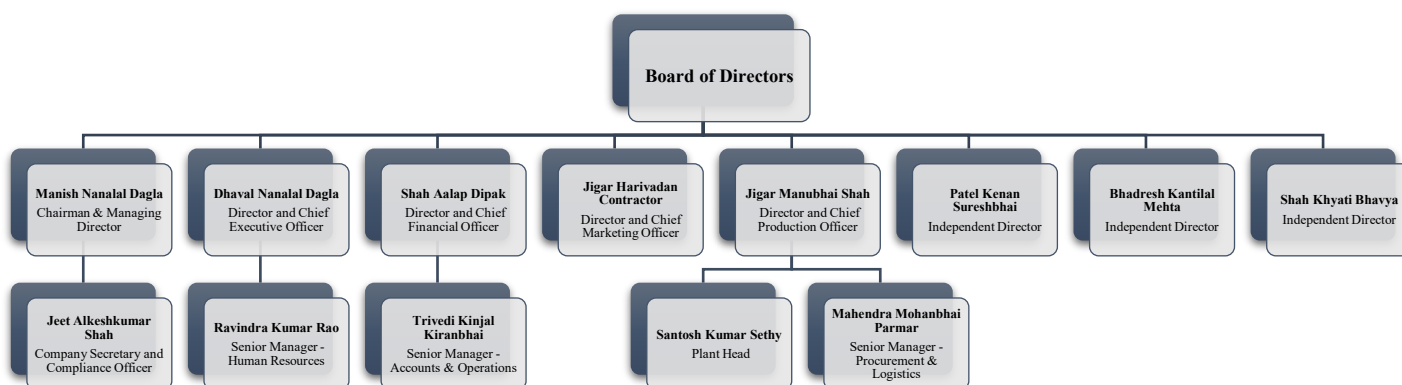 Board of Directors
Manish Nanalal Dagla
Chairman & Managing
Director
Dhaval Nanalal Dagla
Director and Chief
Executive Officer
Shah Aalap Dipak
Director and Chief
Financial Officer
Jigar Harivadan
Contractor
Director and Chief
Marketing Officer
Jigar Manubhai Shah
Director and Chief
Production Officer
Patel Kenan
Sureshbhai
Independent Director
Bhadresh Kantilal
Mehta
Independent Director
Shah Khyati Bhavya
Independent Director
Jeet Alkeshkumar
Shah
Company Secretary and
Compliance Officer
Ravindra Kumar Rao
Senior Manager -
Human Resources
Trivedi Kinjal
Kiranbhai
Senior Manager -
Accounts & Operations
Santosh Kumar Sethy
Plant Head
Mahendra Mohanbhai
Parmar
Senior Manager -
Procurement &
Logistics